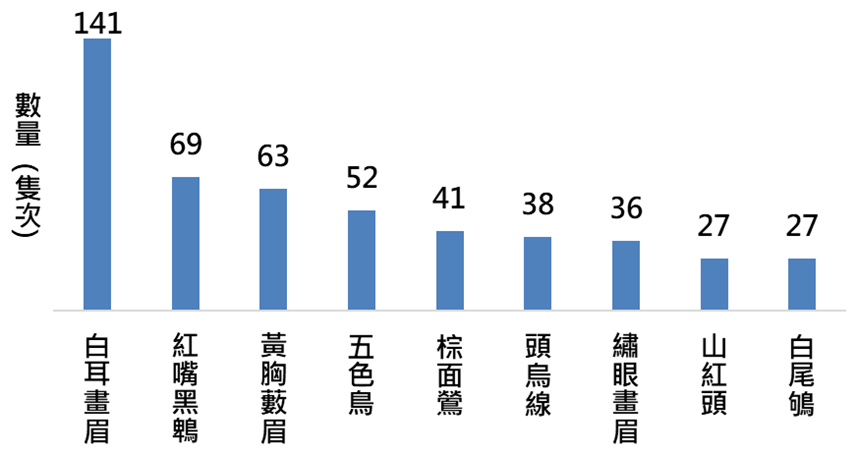 141
69
63
52
41
38
36
27
27
數量（隻次）
白耳畫眉
紅嘴黑鵯
黃胸藪眉
五色鳥
棕面鶯
頭烏線
繡眼畫眉
山紅頭
白尾鴝